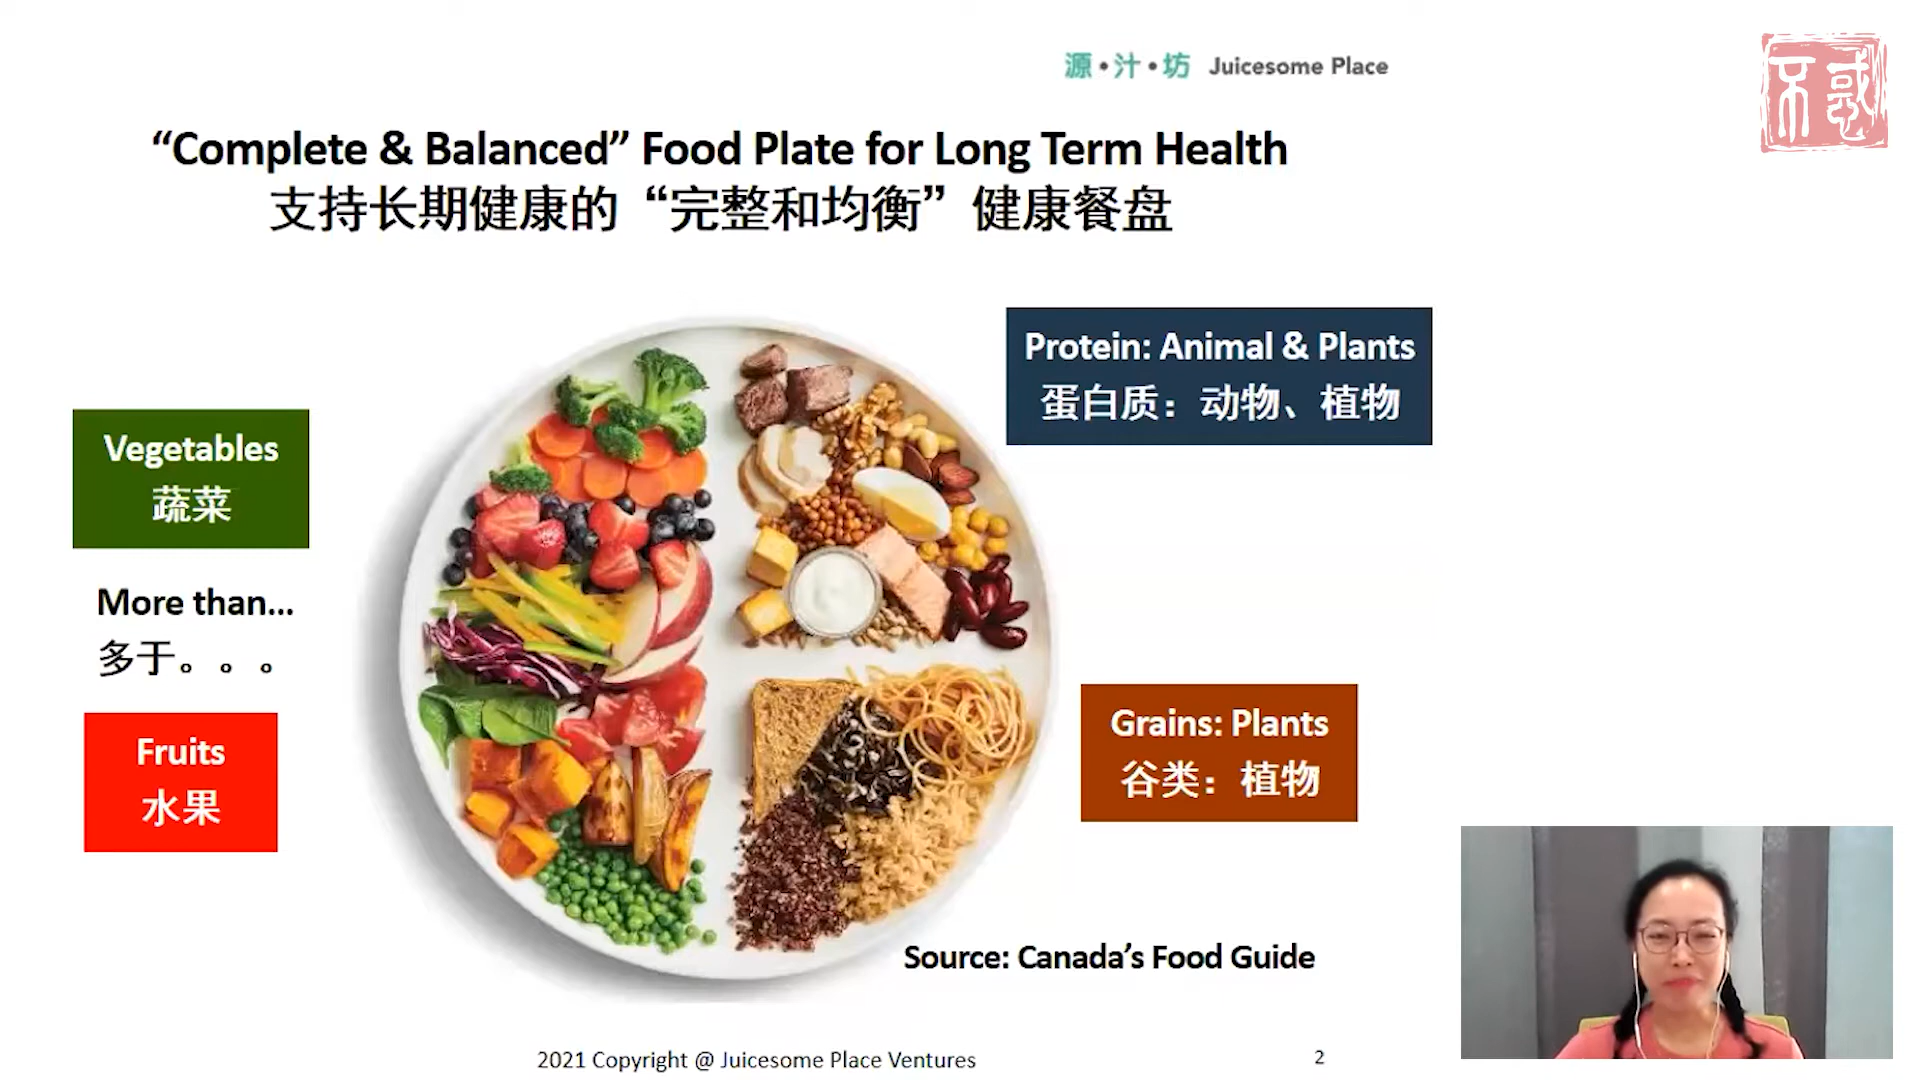 源·汁·坊 Juicesome Place
不惑
“Complete & Balanced” Food Plate for Long Term Health
支持长期健康的“完整和均衡”健康餐盘
Protein: Animal & Plants
蛋白质：动物、植物
Vegetables
蔬菜
More than...
多于。。。
Fruits
水果
Grains: Plants
谷类：植物
Source: Canada’s Food Guide
2021 Copyright @ Juicesome Place Ventures
2